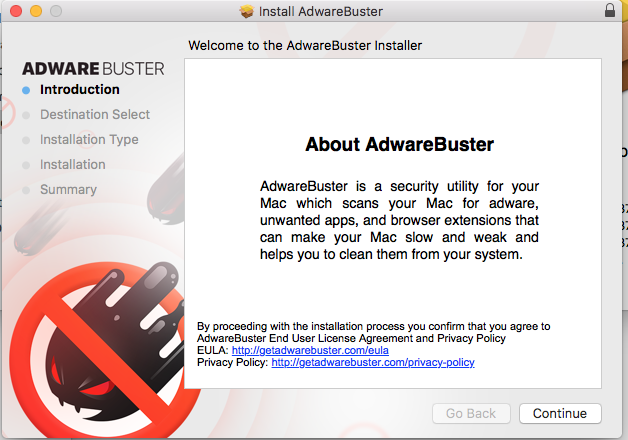 Install AdwareBuster
Welcome to the AdwareBuster Installer
ADWARE BUSTER
Introduction
Destination Select
Installation Type
Installation
Summary
About AdwareBuster
AdwareBuster is a security utility for your
Mac which scans your Mac for adware,
unwanted apps, and browser extensions that
can make your Mac slow and weak and
helps you to clean them from your system.
By proceeding with the installation process you confirm that you agree to
AdwareBuster End User License Agreement and Privacy Policy
EULA: http://getadwarebuster.com/eula
Privacy Policy: http://getadwarebuster.com/privacy-policy
Go Back
Continue